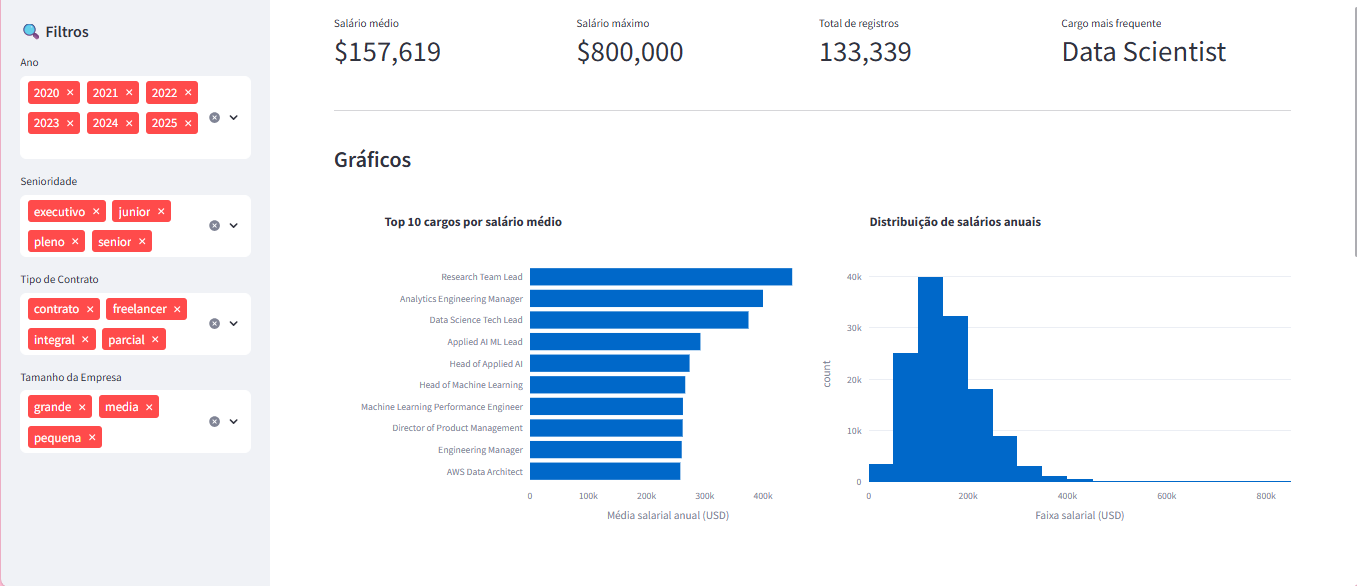 Filtros
Ano
2020 × 2021 × 2022 ×
2023 × 2024 × 2025 ×
Senioridade
executivo × junior ×
pleno × senior ×
Tipo de Contrato
contrato × freelancer ×
integral × parcial ×
Tamanho da Empresa
grande × media ×
pequena ×
Salário médio
$157,619
Salário máximo
$800,000
Total de registros
133,339
Cargo mais frequente
Data Scientist
Gráficos
Top 10 cargos por salário médio
Research Team Lead
Analytics Engineering Manager
Data Science Tech Lead
Applied AI ML Lead
Head of Applied AI
Head of Machine Learning
Machine Learning Performance Engineer
Director of Product Management
Engineering Manager
AWS Data Architect
0 100k 200k 300k 400k
Média salarial anual (USD)
Distribuição de salários anuais
40k
30k
20k
10k
0
count
0 200k 400k 600k 800k
Faixa salarial (USD)